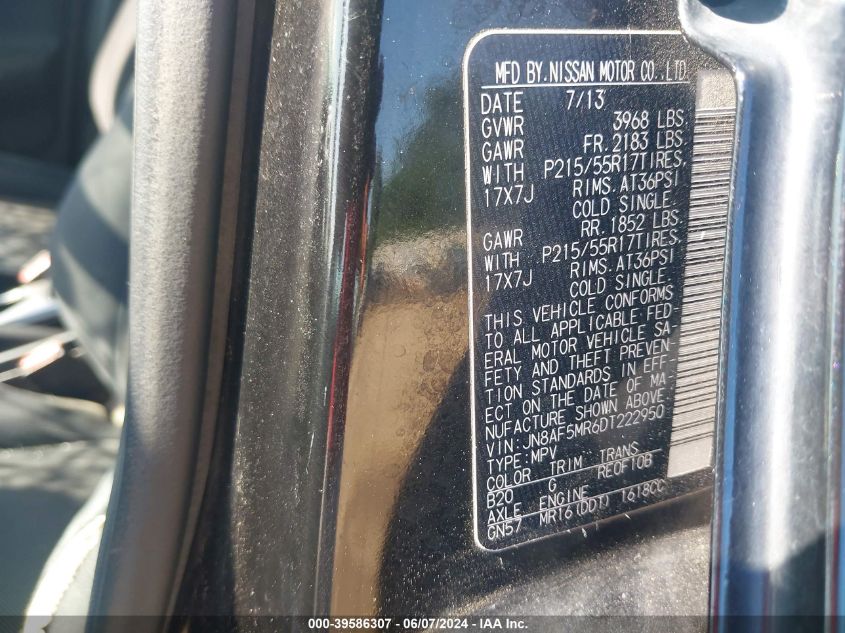 MFD BY. NISSAN MOTOR CO., LTD.
DATE 7/13
GVWR 3968 LBS.
GAWR FR. 2183 LBS.
WITH P215/55R17TIRES.
17X7J RIMS. AT36PSI
COLD SINGLE.
GAWR RR. 1852 LBS.
WITH P215/55R17TIRES.
17X7J RIMS. AT36PSI
COLD SINGLE.
THIS VEHICLE CONFORMS
TO ALL APPLICABLE FED-
ERAL MOTOR VEHICLE SA-
FETY AND THEFT PREVEN-
TION STANDARDS IN EFF-
ECT ON THE DATE OF MA-
NUFACTURE SHOWN ABOVE.
VIN: JN8AF5MR6DT222950
TYPE: MPV
COLOR TRIM TRANS
B20 G RE0F10B
AXLE ENGINE
GN57 MR16(DDT) 1618CC
000-39586307 - 06/07/2024 - IAA Inc.